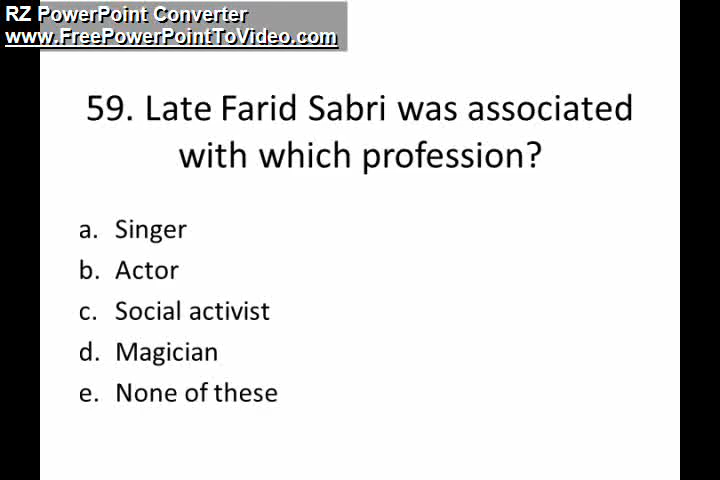 RZ PowerPoint Converter
www.FreePowerPointToVideo.com
59. Late Farid Sabri was associated
with which profession?
a. Singer
b. Actor
c. Social activist
d. Magician
e. None of these